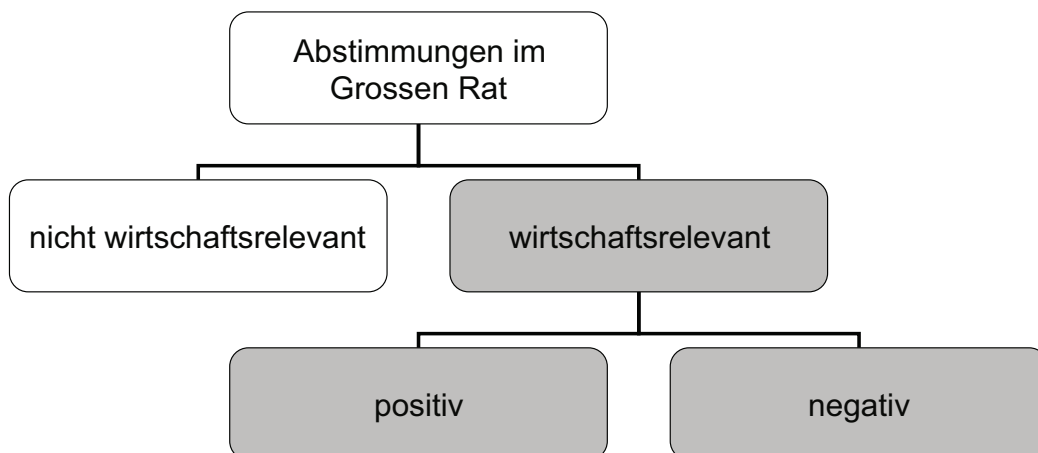 Abstimmungen im
Grossen Rat
nicht wirtschaftsrelevant
wirtschaftsrelevant
positiv
negativ